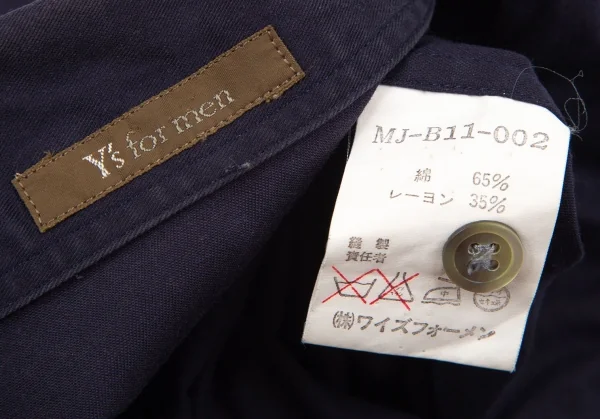 Y's for men
MJ-B11-002
綿 65%
レーヨン 35%
縫製
責任者
中
(株)ワイズフォーメン